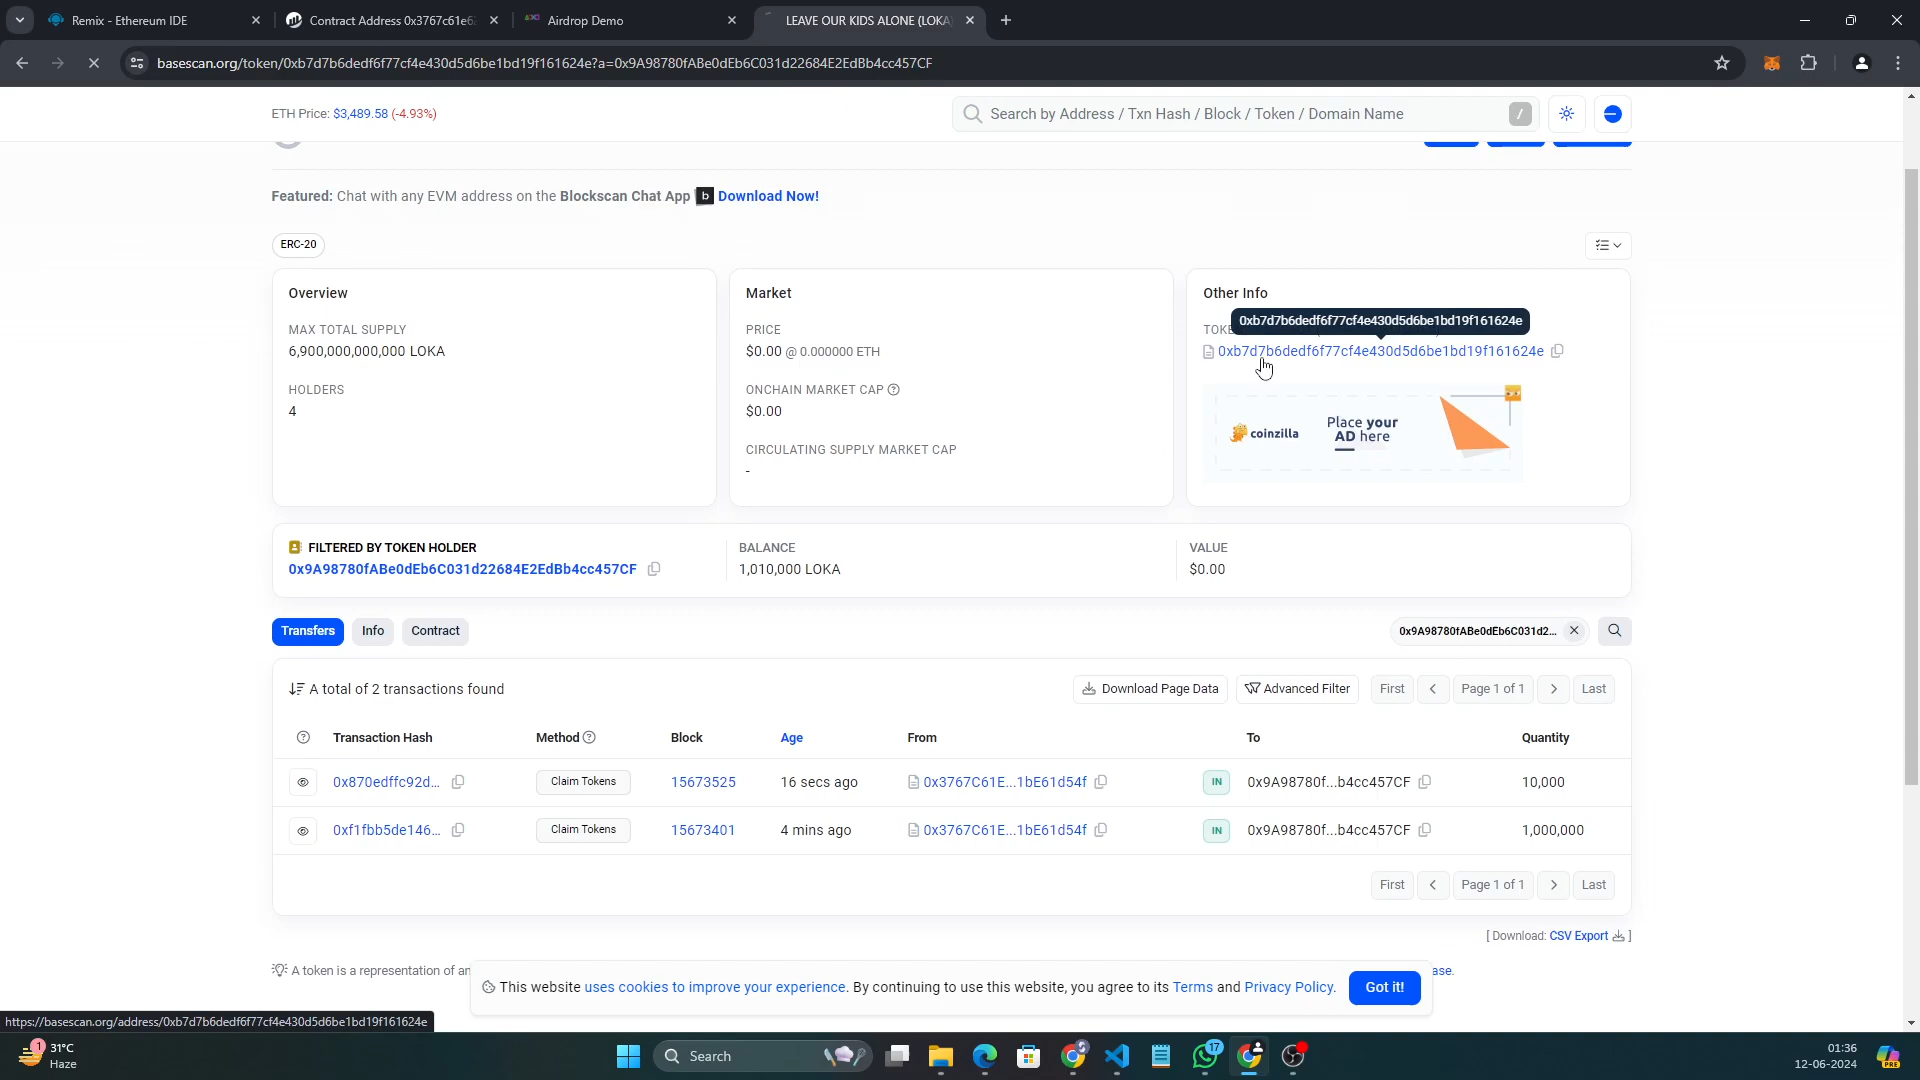 Remix - Ethereum IDE
Contract Address 0x3767c61e6
Airdrop Demo
LEAVE OUR KIDS ALONE (LOKA)
basescan.org/token/0xb7d7b6dedf6f77cf4e430d5d6be1bd19f161624e?a=0x9A98780fABe0dEb6C031d22684E2EdBb4cc457CF
ETH Price: $3,489.58 (-4.93%)
Search by Address / Txn Hash / Block / Token / Domain Name
/
Featured: Chat with any EVM address on the Blockscan Chat App b Download Now!
ERC-20
Overview
MAX TOTAL SUPPLY
6,900,000,000,000 LOKA
HOLDERS
4
Market
PRICE
$0.00 @ 0.000000 ETH
ONCHAIN MARKET CAP
$0.00
CIRCULATING SUPPLY MARKET CAP
-
Other Info
TOKE
0xb7d7b6dedf6f77cf4e430d5d6be1bd19f161624e
0xb7d7b6dedf6f77cf4e430d5d6be1bd19f161624e
coinzilla
Place your
AD here
FILTERED BY TOKEN HOLDER
0x9A98780fABe0dEb6C031d22684E2EdBb4cc457CF
BALANCE
1,010,000 LOKA
VALUE
$0.00
Transfers Info Contract
0x9A98780fABe0dEb6C031d2...
A total of 2 transactions found
Download Page Data Advanced Filter First Page 1 of 1 Last
Transaction Hash Method Block Age From To Quantity
0x870edffc92d... Claim Tokens 15673525 16 secs ago 0x3767C61E...1bE61d54f IN 0x9A98780f...b4cc457CF 10,000
0xf1fbb5de146... Claim Tokens 15673401 4 mins ago 0x3767C61E...1bE61d54f IN 0x9A98780f...b4cc457CF 1,000,000
First Page 1 of 1 Last
[ Download: CSV Export ]
A token is a representation of an
ase.
This website uses cookies to improve your experience. By continuing to use this website, you agree to its Terms and Privacy Policy.
Got it!
https://basescan.org/address/0xb7d7b6dedf6f77cf4e430d5d6be1bd19f161624e
1
31°C
Haze
Search
17
01:36
12-06-2024
PRE